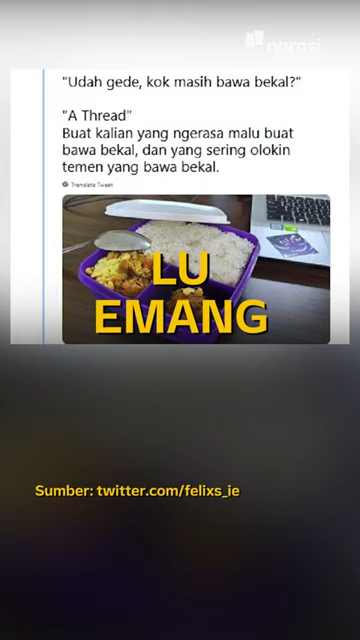 narasi
"Udah gede, kok masih bawa bekal?"
"A Thread"
Buat kalian yang ngerasa malu buat
bawa bekal, dan yang sering olokin
temen yang bawa bekal.
Translate Tweet
LU
EMANG
Sumber: twitter.com/felixs_ie